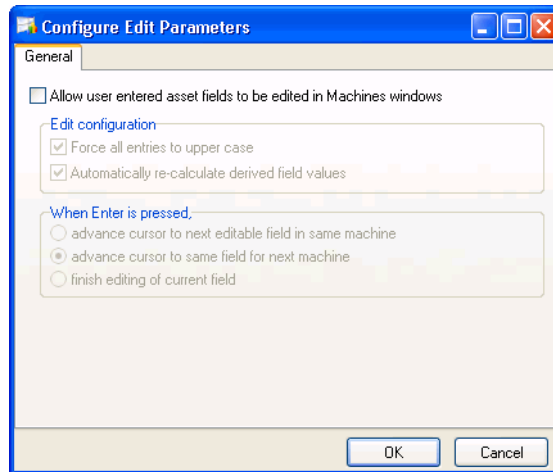 Configure Edit Parameters
General
Allow user entered asset fields to be edited in Machines windows
Edit configuration
Force all entries to upper case
Automatically re-calculate derived field values
When Enter is pressed,
advance cursor to next editable field in same machine
advance cursor to same field for next machine
finish editing of current field
OK Cancel